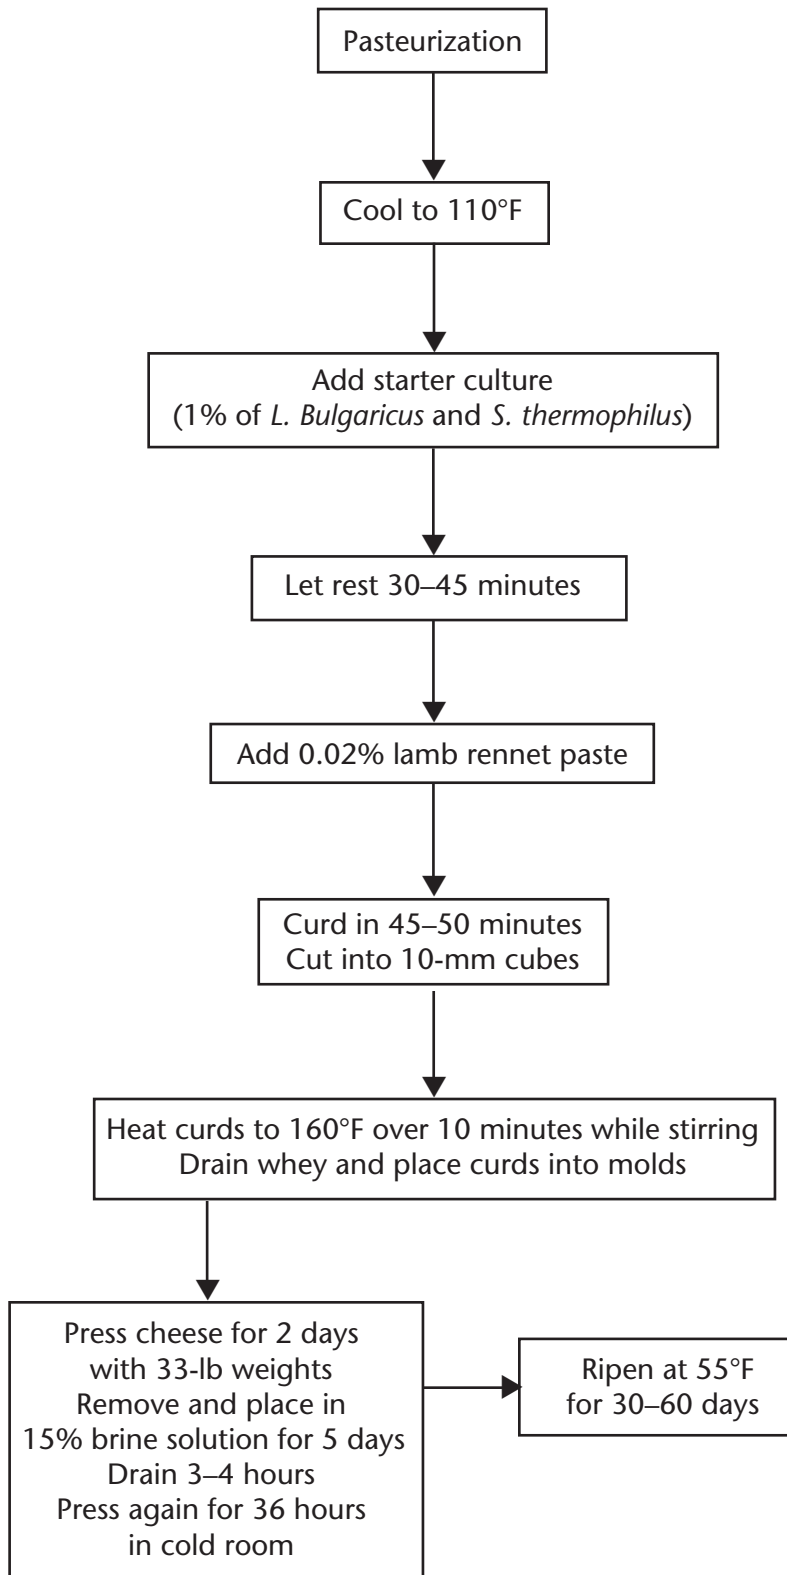 Pasteurization
Cool to 110°F
Add starter culture
(1% of L. Bulgaricus and S. thermophilus)
Let rest 30–45 minutes
Add 0.02% lamb rennet paste
Curd in 45–50 minutes
Cut into 10-mm cubes
Heat curds to 160°F over 10 minutes while stirring
Drain whey and place curds into molds
Press cheese for 2 days
with 33-lb weights
Remove and place in
15% brine solution for 5 days
Drain 3–4 hours
Press again for 36 hours
in cold room
Ripen at 55°F
for 30–60 days